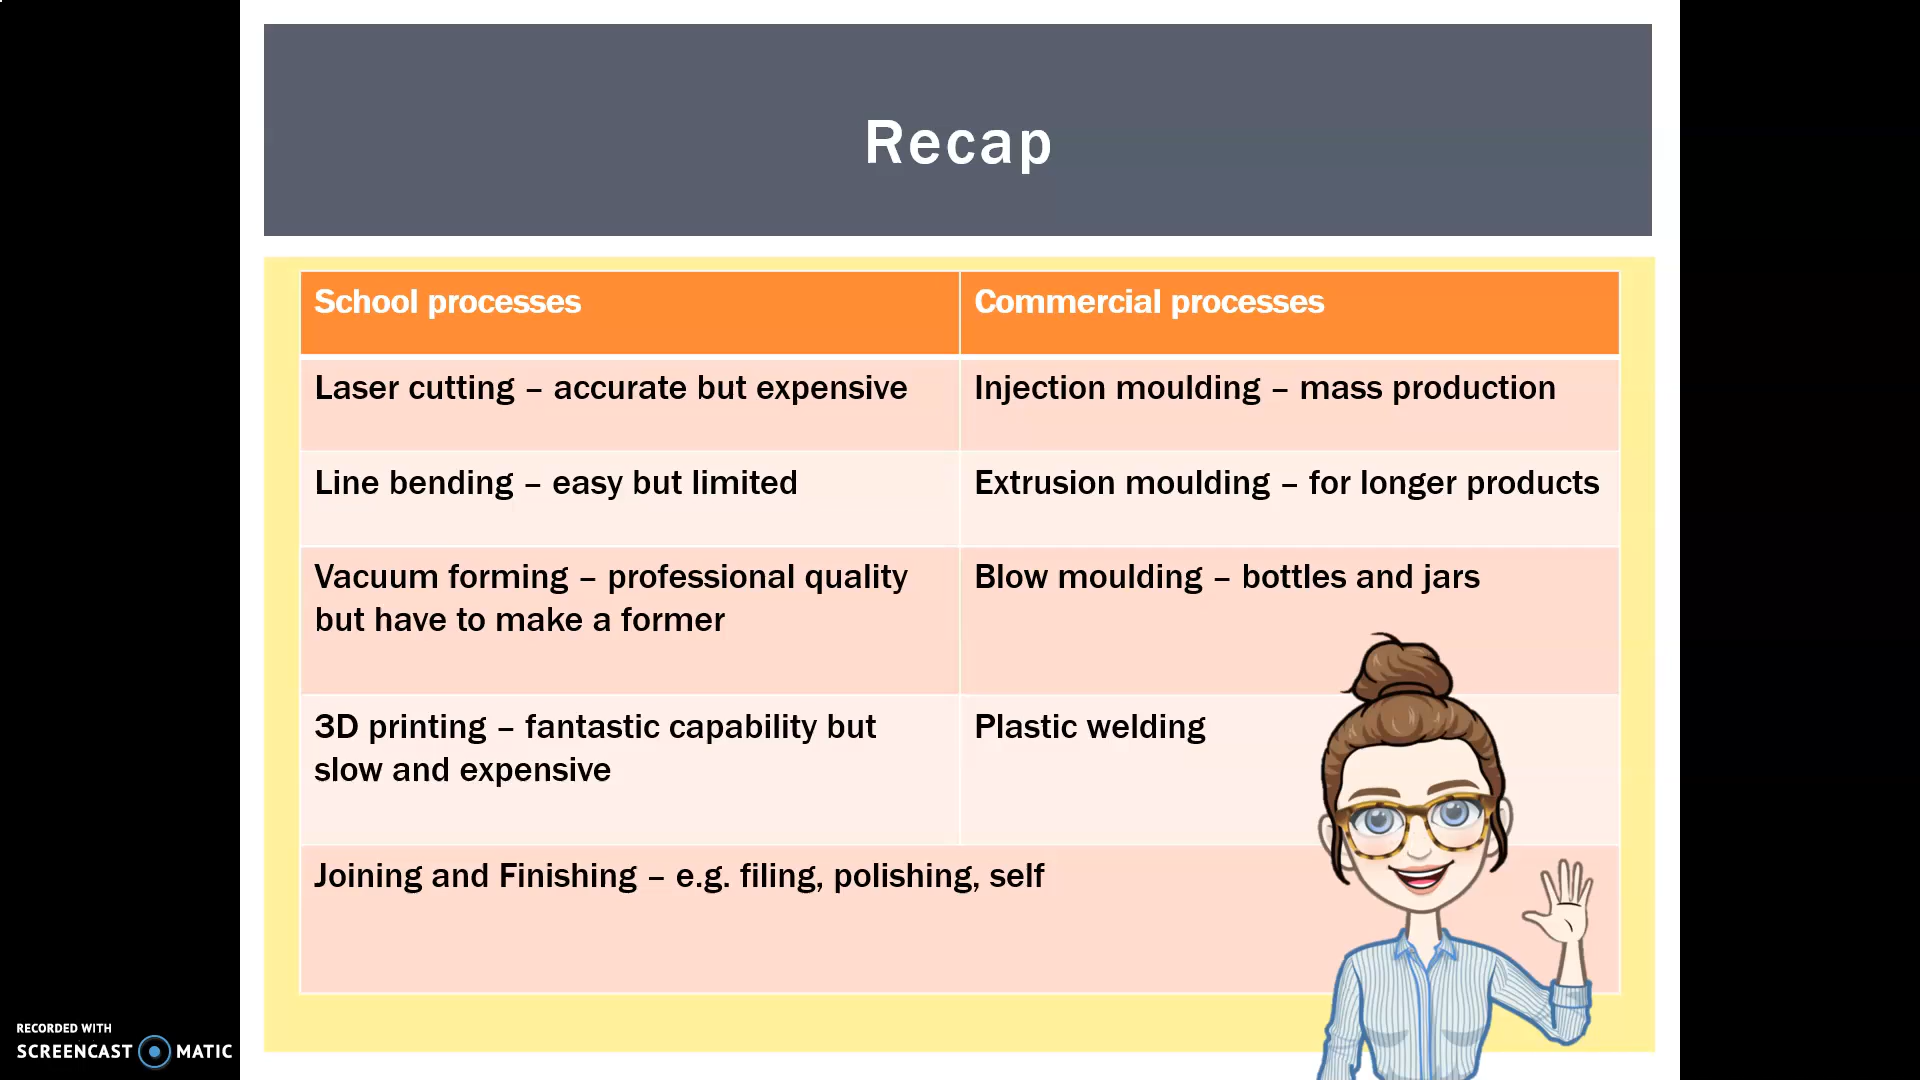 Recap
School processes
Commercial processes
Laser cutting – accurate but expensive
Injection moulding – mass production
Line bending – easy but limited
Extrusion moulding – for longer products
Vacuum forming – professional quality
but have to make a former
Blow moulding – bottles and jars
3D printing – fantastic capability but
slow and expensive
Plastic welding
Joining and Finishing – e.g. filing, polishing, self
RECORDED WITH
SCREENCAST MATIC